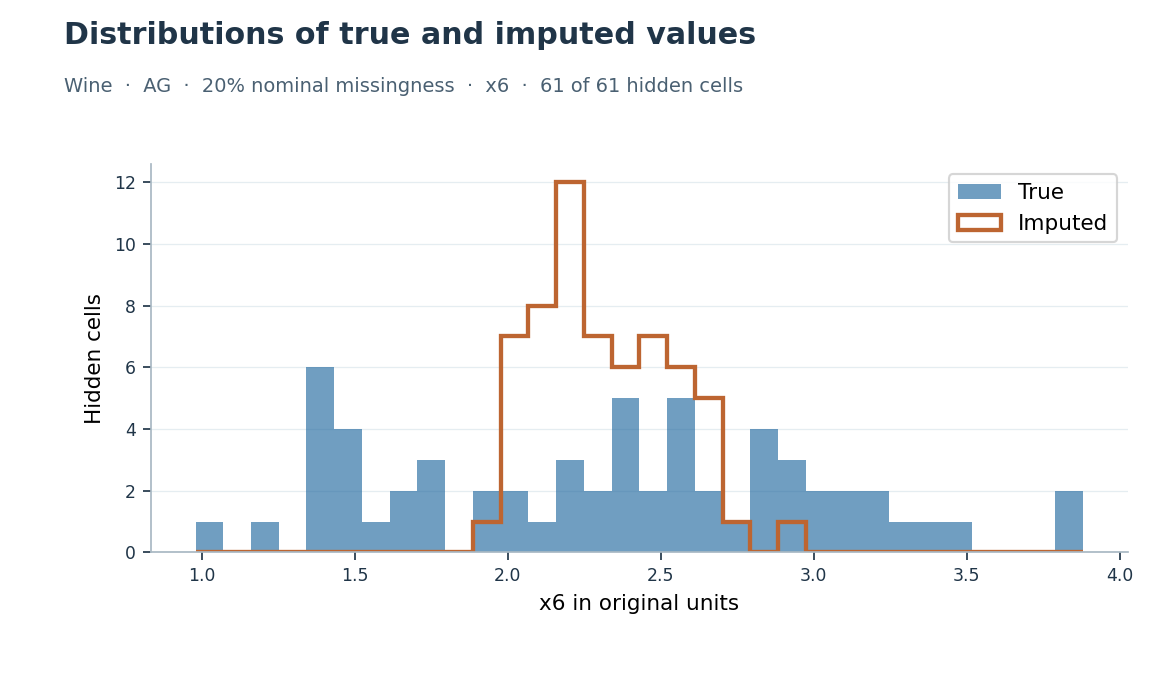 Distributions of true and imputed values
Wine · AG · 20% nominal missingness · x6 · 61 of 61 hidden cells
True
Imputed
Hidden cells
12
10
8
6
4
2
0
1.0 1.5 2.0 2.5 3.0 3.5 4.0
x6 in original units